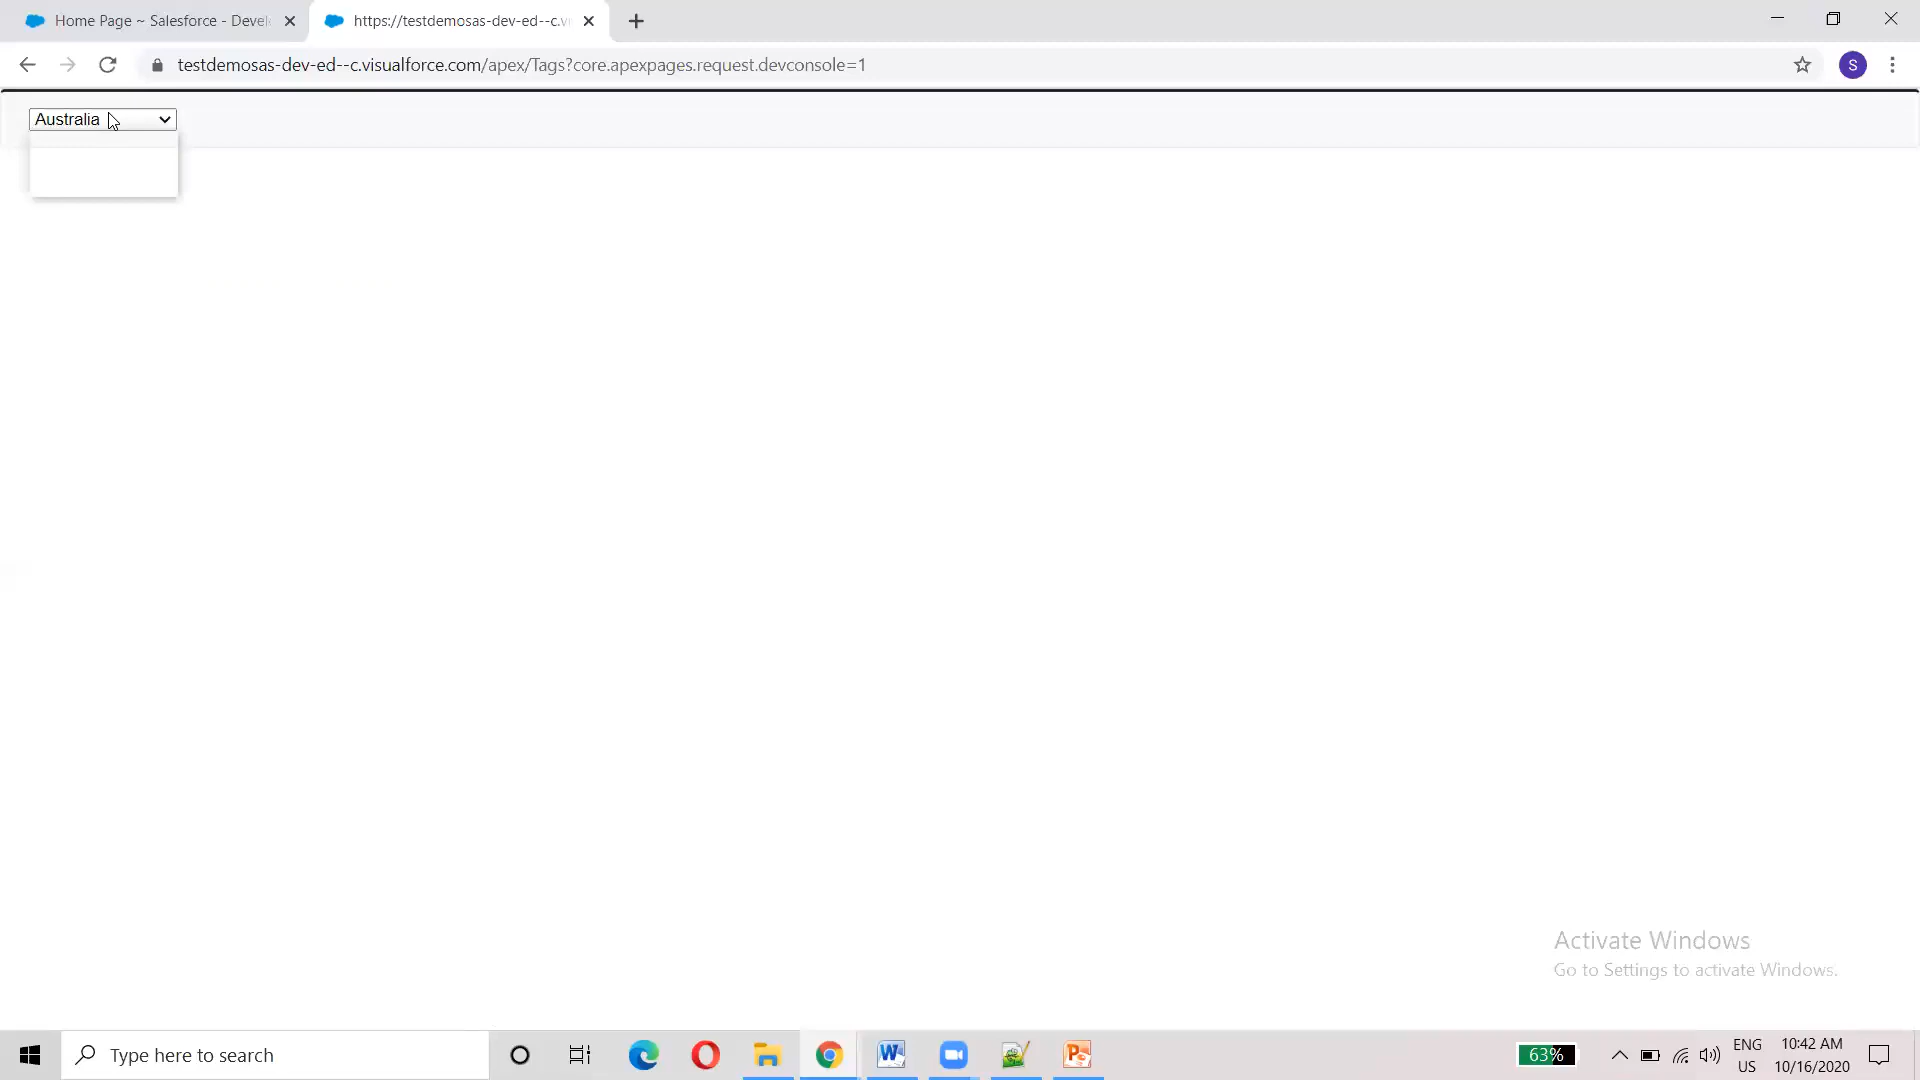 Home Page ~ Salesforce - Devel
https://testdemosas-dev-ed--c.vi
testdemosas-dev-ed--c.visualforce.com/apex/Tags?core.apexpages.request.devconsole=1
S
Australia
Activate Windows
Go to Settings to activate Windows.
Type here to search
63%
ENG
US
10:42 AM
10/16/2020